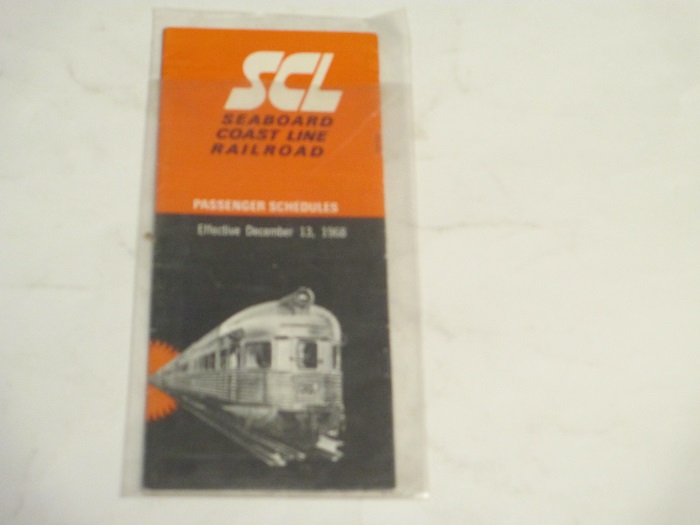 SCL
SEABOARD
COAST LINE
RAILROAD
PASSENGER SCHEDULES
Effective December 13, 1968